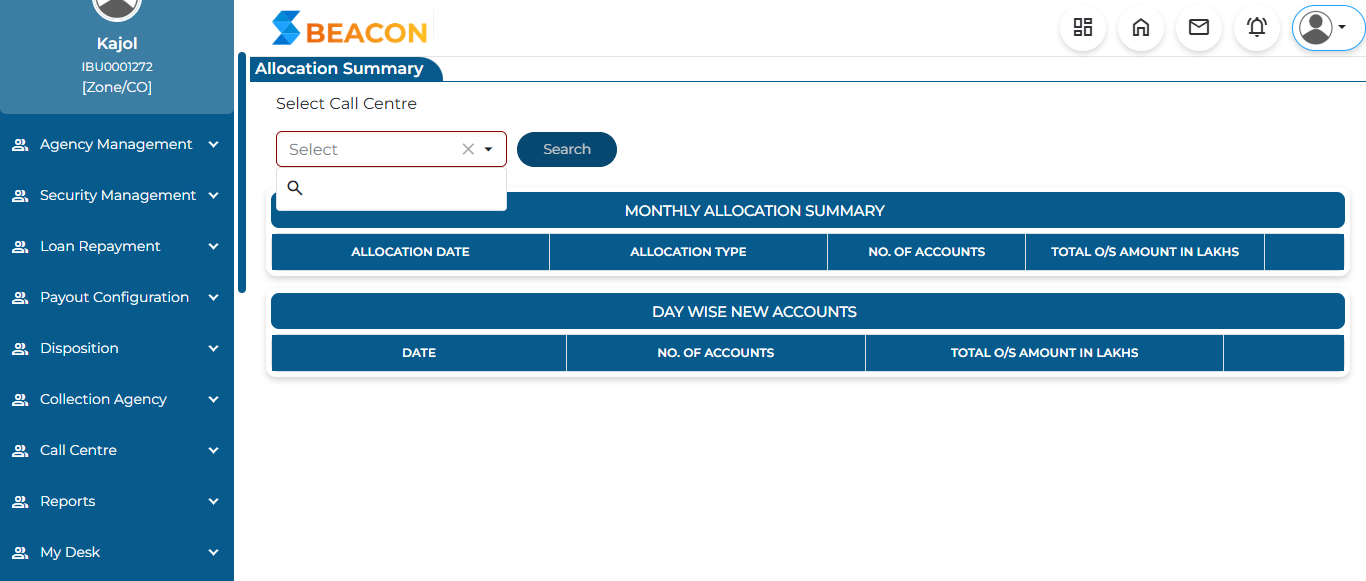 Kajol
IBU0001272
[Zone/CO]
Agency Management
Security Management
Loan Repayment
Payout Configuration
Disposition
Collection Agency
Call Centre
Reports
My Desk
BEACON
Allocation Summary
Select Call Centre
Select
Search
MONTHLY ALLOCATION SUMMARY
ALLOCATION DATE ALLOCATION TYPE NO. OF ACCOUNTS TOTAL O/S AMOUNT IN LAKHS
DAY WISE NEW ACCOUNTS
DATE NO. OF ACCOUNTS TOTAL O/S AMOUNT IN LAKHS